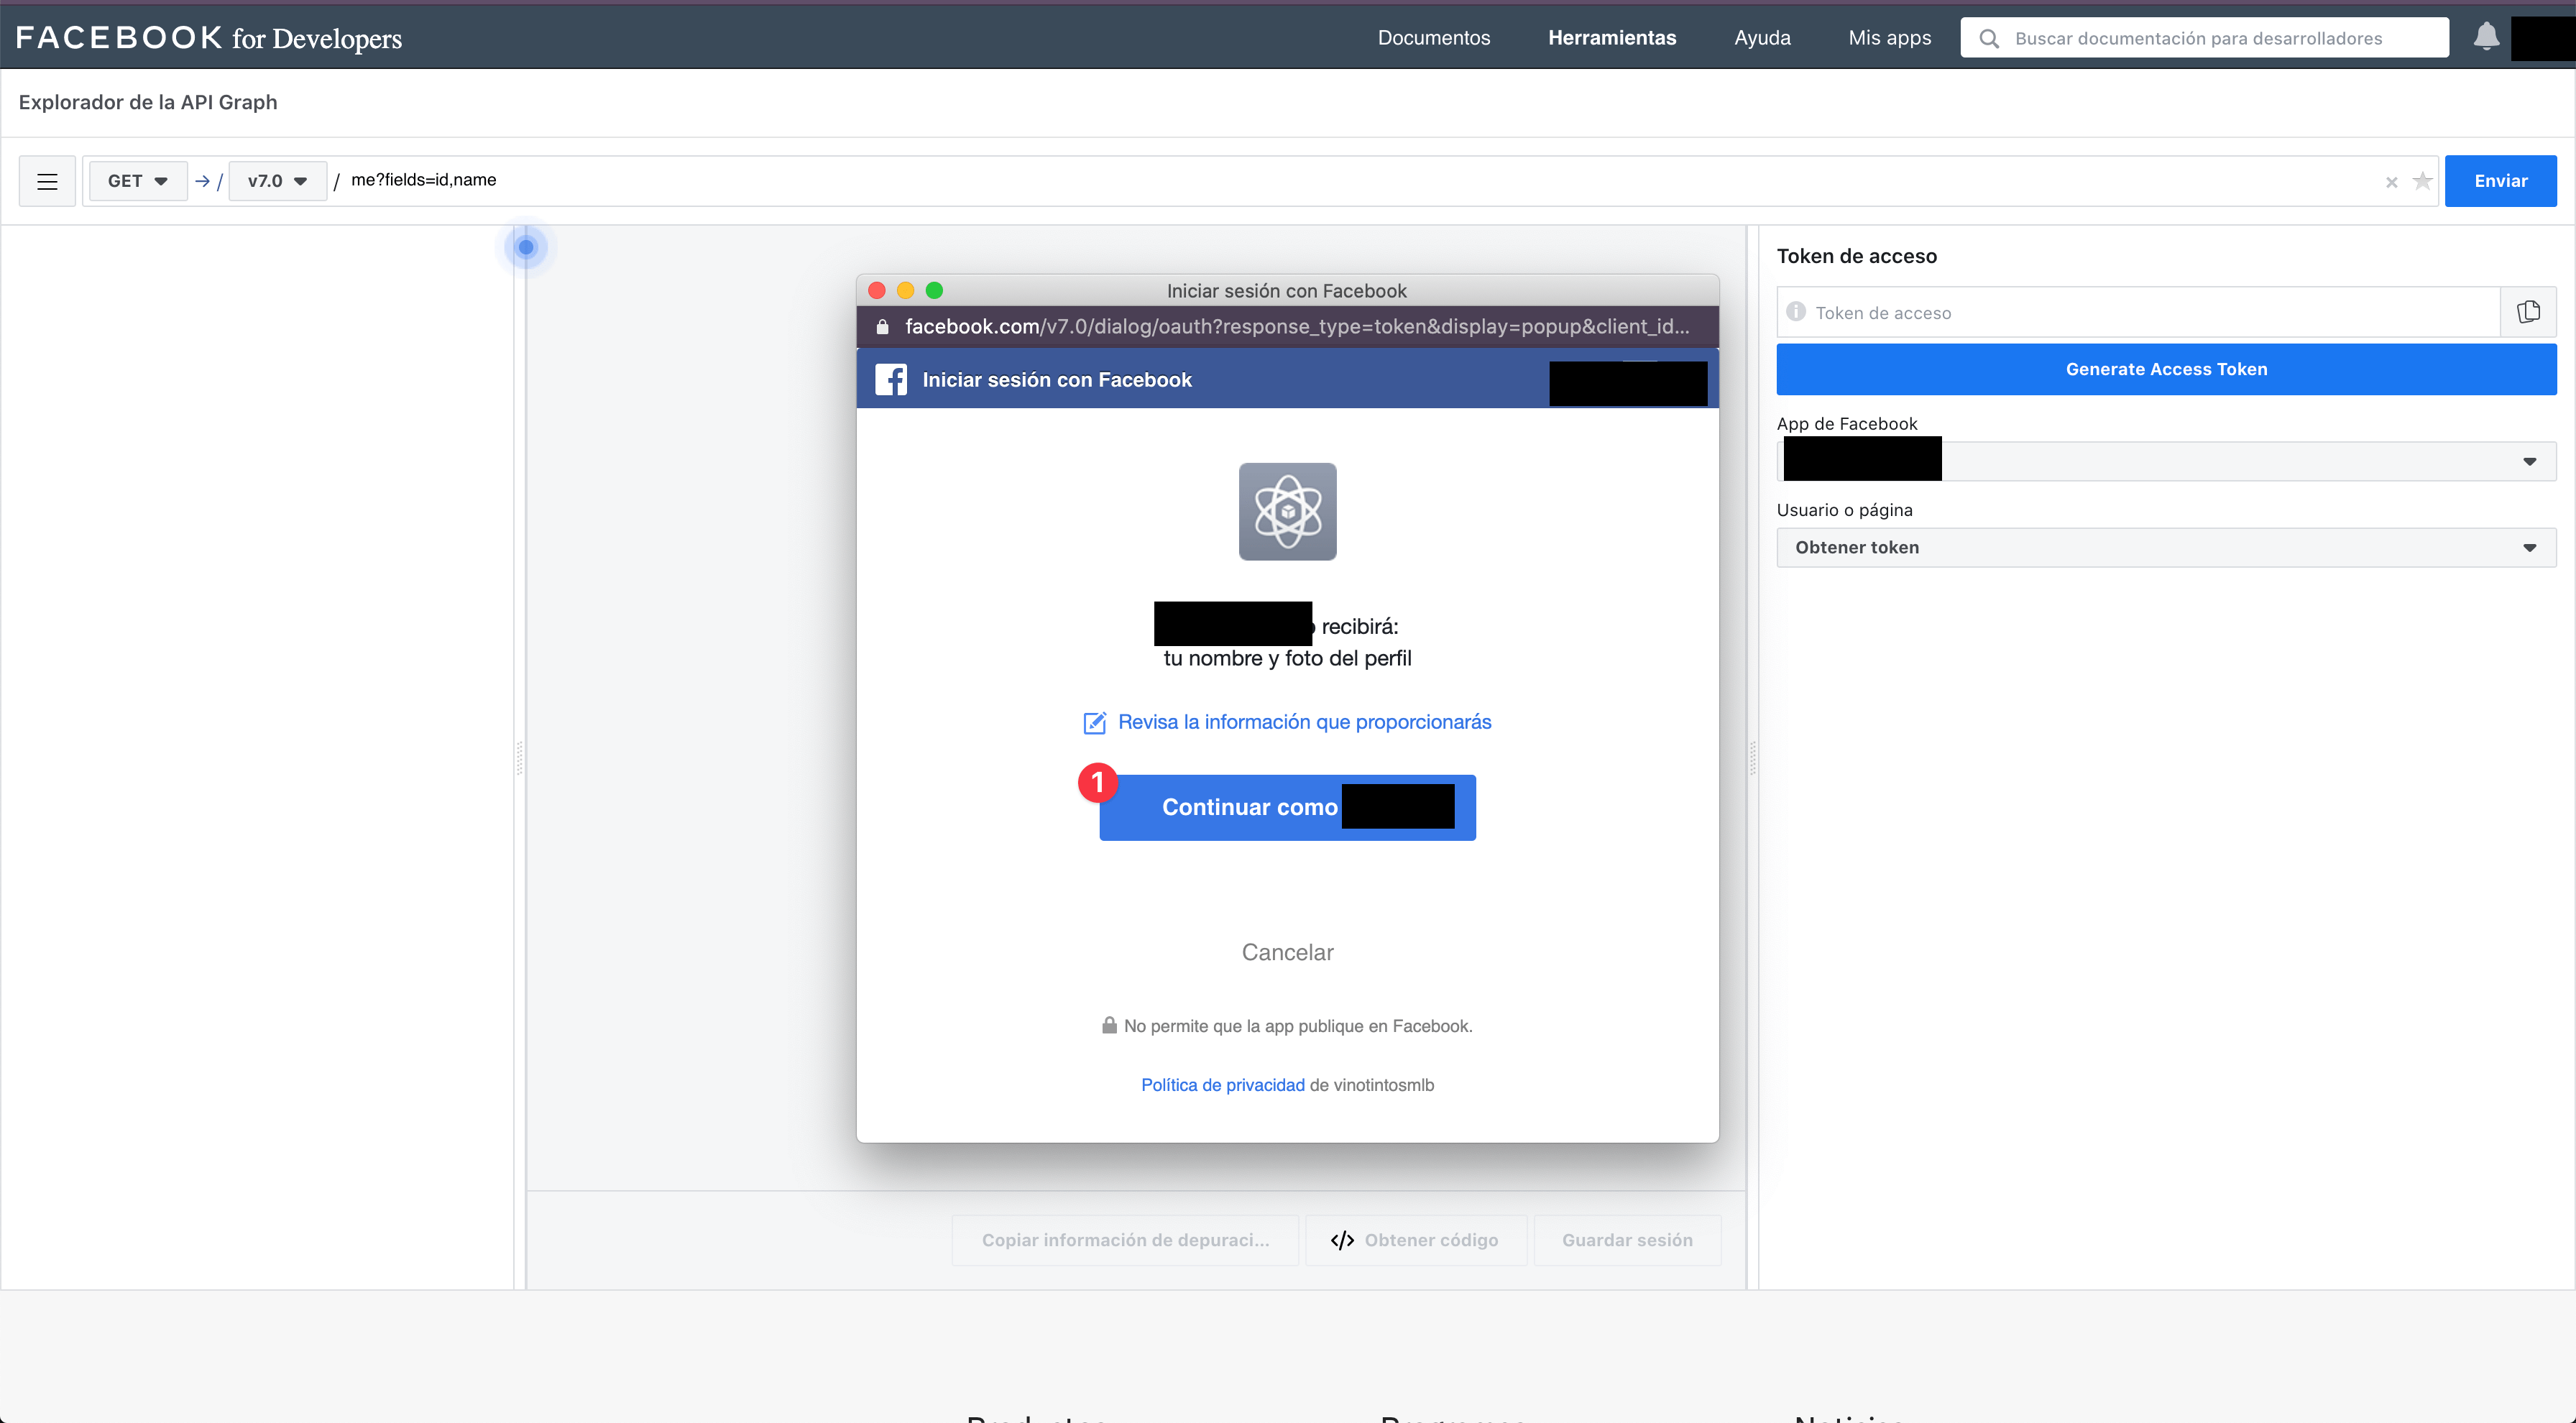 FACEBOOK for Developers
Documentos
Herramientas
Ayuda
Mis apps
Buscar documentación para desarrolladores
Explorador de la API Graph
GET
/
v7.0
/
me?fields=id,name
Enviar
Iniciar sesión con Facebook
facebook.com/v7.0/dialog/oauth?response_type=token&display=popup&client_id...
Iniciar sesión con Facebook
recibirá:
tu nombre y foto del perfil
Revisa la información que proporcionarás
1
Continuar como
Cancelar
No permite que la app publique en Facebook.
Política de privacidad de vinotintosmlb
Token de acceso
Token de acceso
Generate Access Token
App de Facebook
Usuario o página
Obtener token
Copiar información de depuraci...
</> Obtener código
Guardar sesión